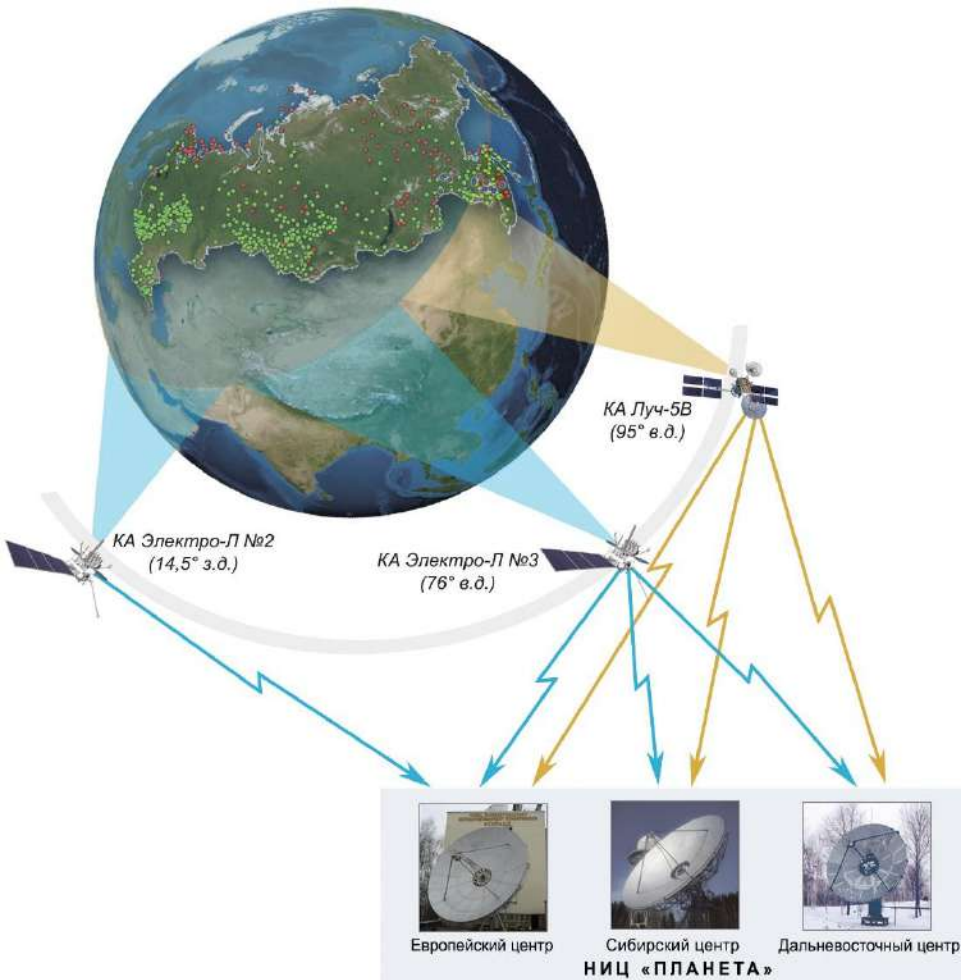 КА Луч-5В
(95° в.д.)
КА Электро-Л №2
(14,5° з.д.)
КА Электро-Л №3
(76° в.д.)
Европейский центр
Сибирский центр
Дальневосточный центр
НИЦ «ПЛАНЕТА»